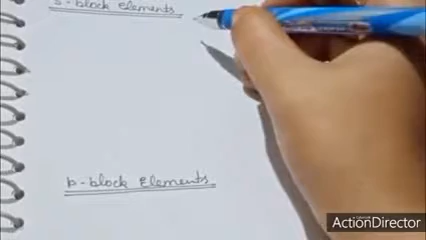 s-block elements
p-block Elements
ActionDirector